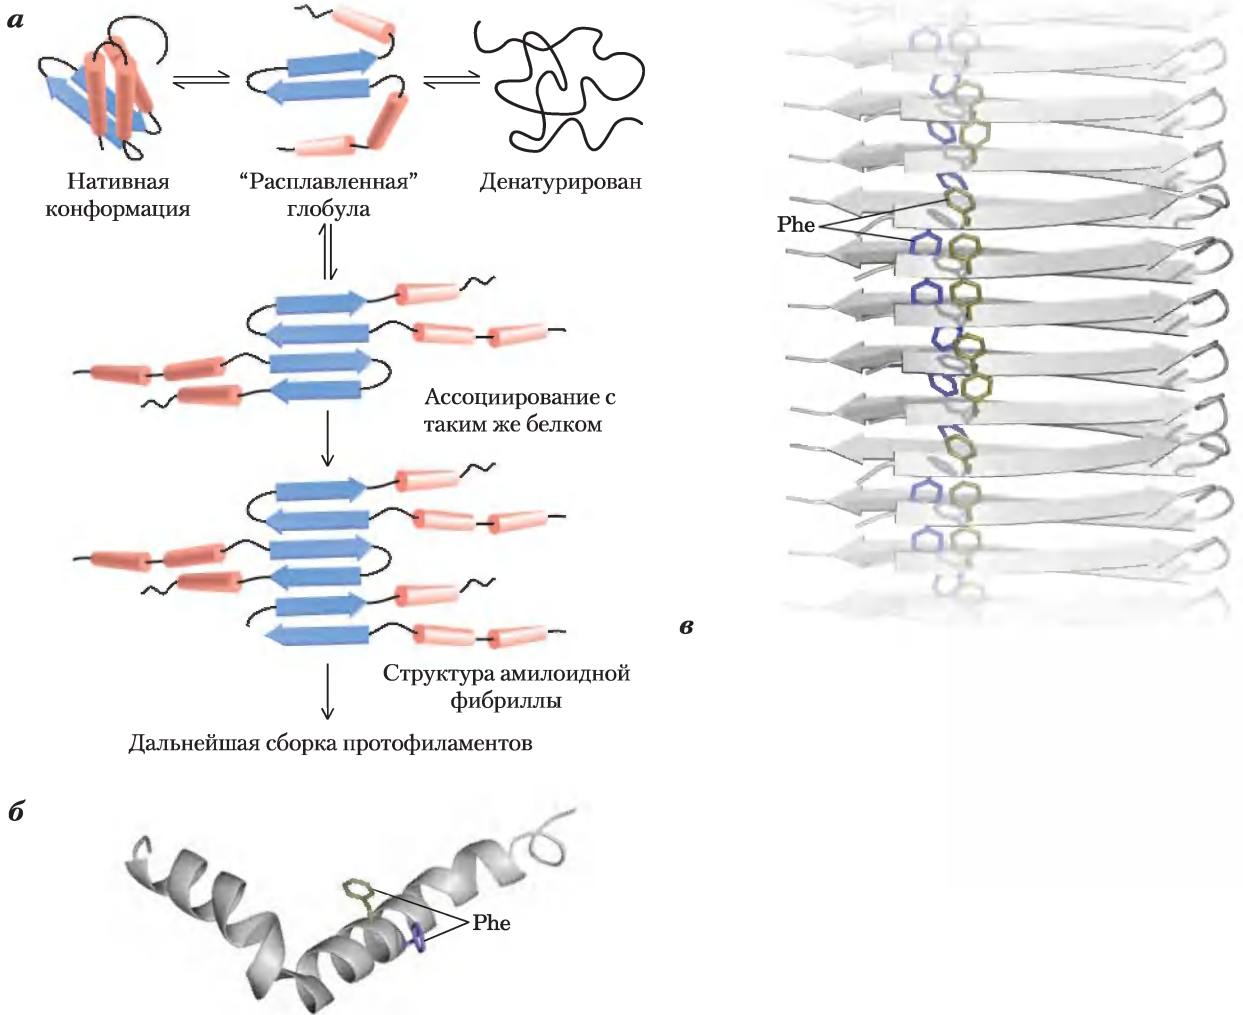 а
Нативная
конформация
“Расплавленная”
глобула
Денатурирован
Ассоциирование с
таким же белком
Структура амилоидной
фибриллы
Дальнейшая сборка протофиламентов
б
Phe
в
Phe